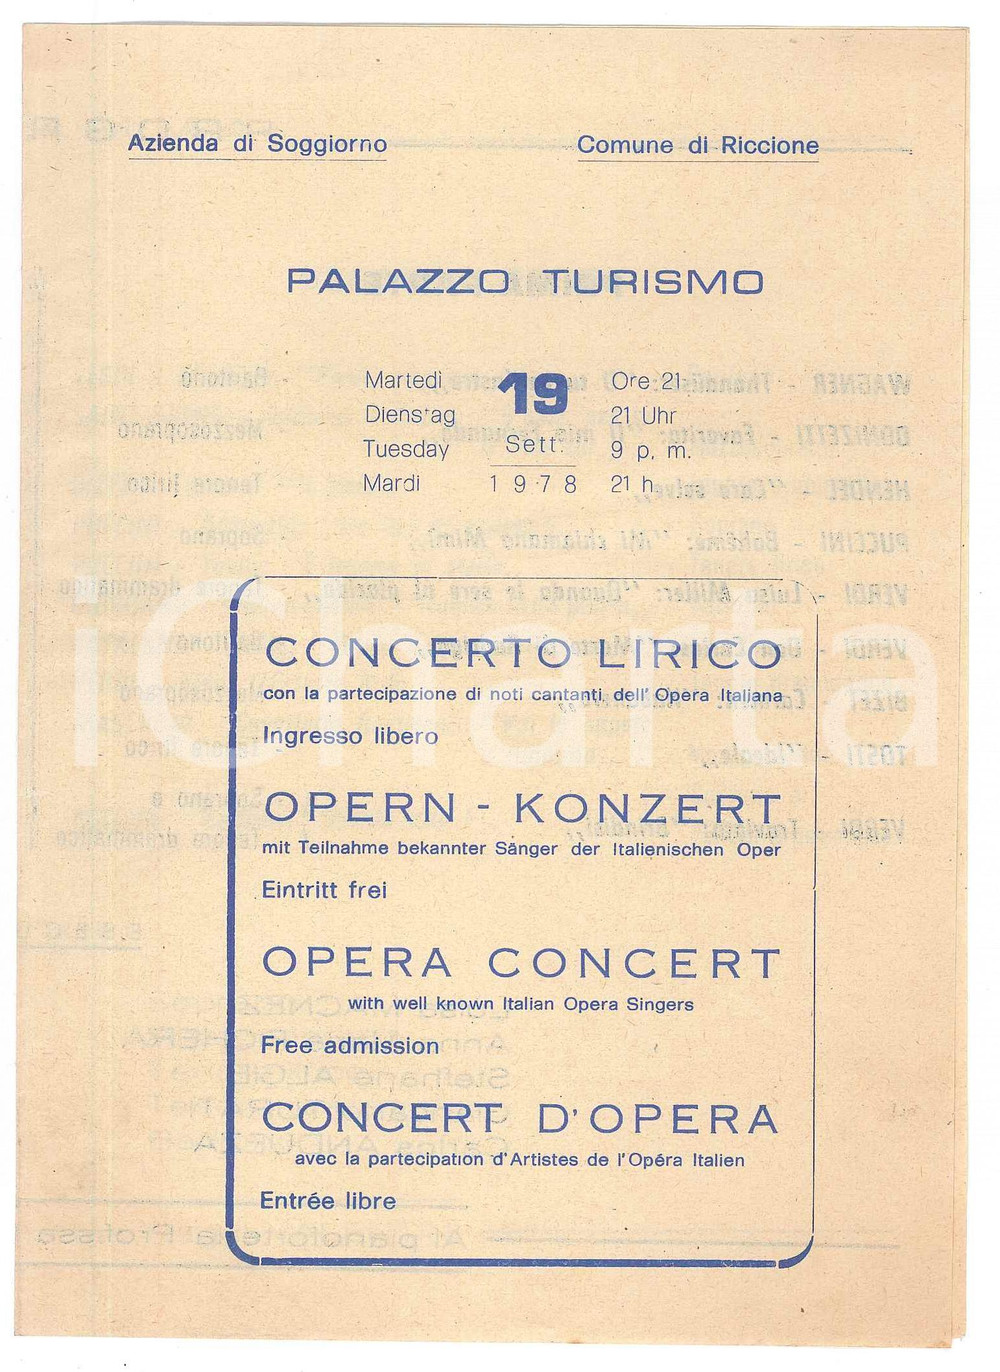 Azienda di Soggiorno Comune di Riccione
PALAZZO TURISMO
Martedì 19 Ore 21
Dienstag 21 Uhr
Tuesday Sett. 9 p. m.
Mardi 1978 21 h
CONCERTO LIRICO
con la partecipazione di noti cantanti dell' Opera Italiana
Ingresso libero
OPERN - KONZERT
mit Teilnahme bekannter Sänger der Italienischen Oper
Eintritt frei
OPERA CONCERT
with well known Italian Opera Singers
Free admission
CONCERT D'OPERA
avec la partecipation d'Artistes de l'Opéra Italien
Entrée libre
iCharta